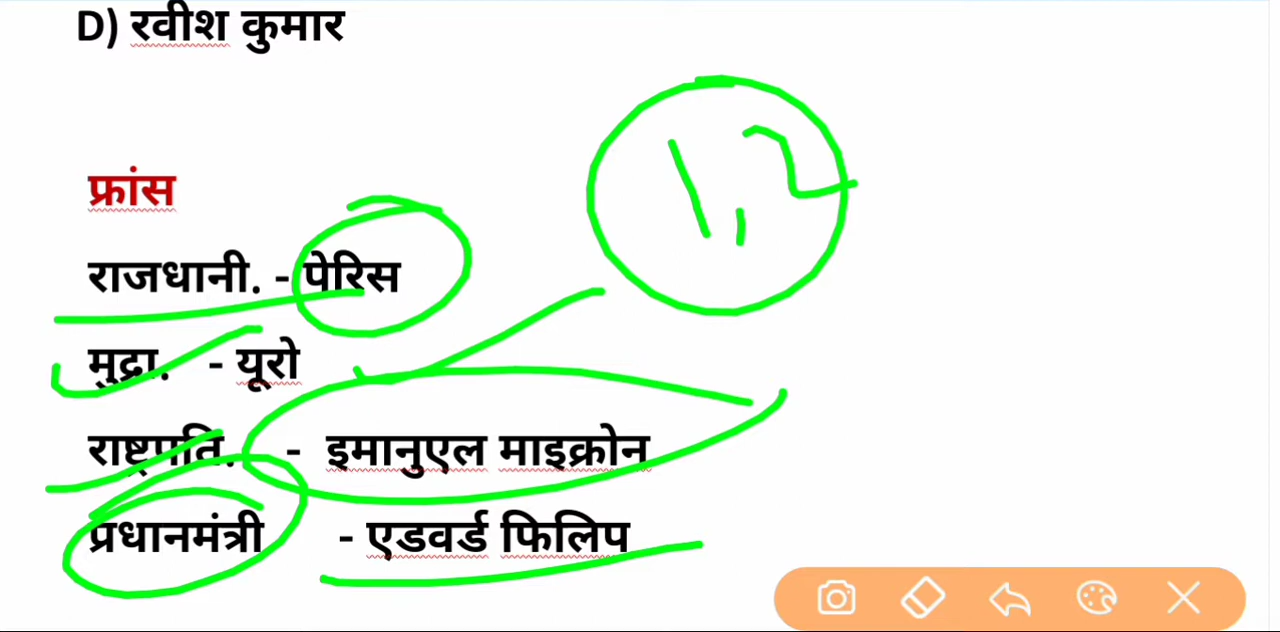 D) रवीश कुमार
1,2
फ्रांस
राजधानी. - पेरिस
मुद्रा. - यूरो
राष्ट्रपति. - इमानुएल माइक्रोन
प्रधानमंत्री - एडवर्ड फिलिप